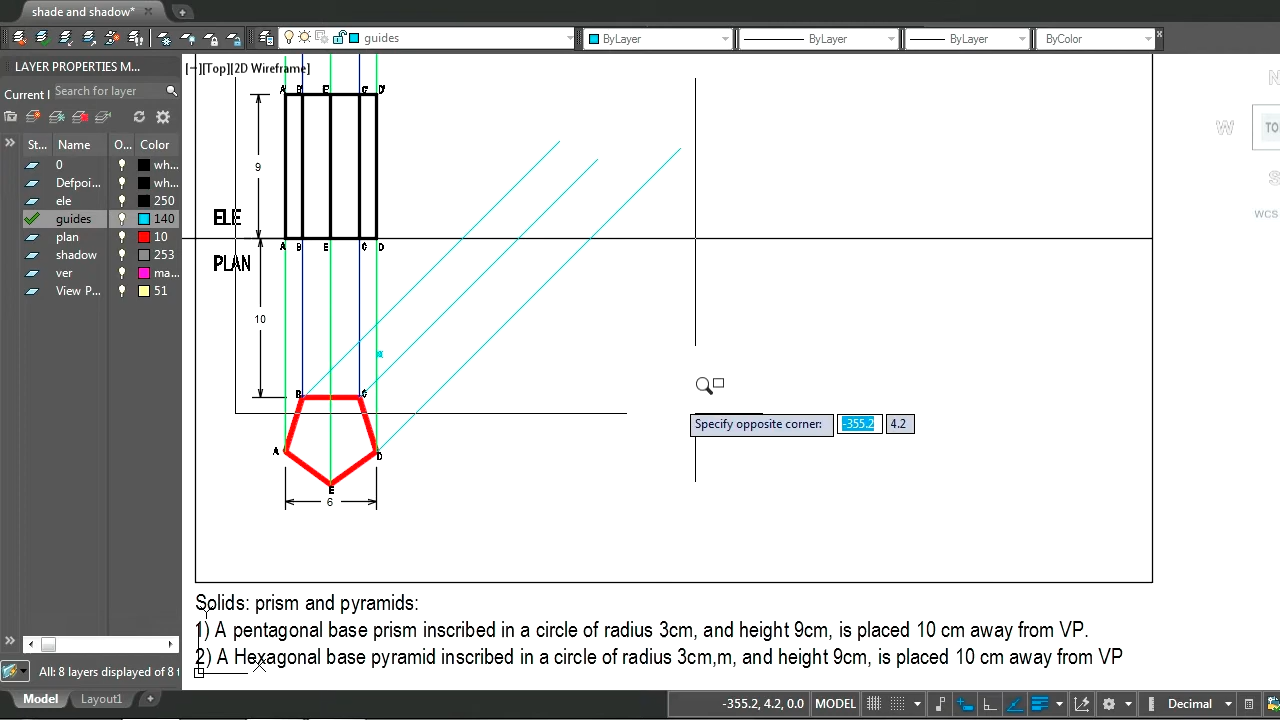 shade and shadow*
guides
ByLayer
ByLayer
ByLayer
ByColor
LAYER PROPERTIES M...
[−][Top][2D Wireframe]
Current l
Search for layer
St... Name O... Color
0 wh...
Defpoi... wh...
ele 250
guides 140
plan 10
shadow 253
ver ma...
View P... 51
N
W
TO
S
WCS
A' B' E' C' D'
9
ELE
A B E C D
PLAN
10
B C
A D
E
6
Specify opposite corner: -355.2 4.2
Solids: prism and pyramids:
1) A pentagonal base prism inscribed in a circle of radius 3cm, and height 9cm, is placed 10 cm away from VP.
2) A Hexagonal base pyramid inscribed in a circle of radius 3cm,m, and height 9cm, is placed 10 cm away from VP
All: 8 layers displayed of 8 t
Model Layout1
-355.2, 4.2, 0.0 MODEL
Decimal